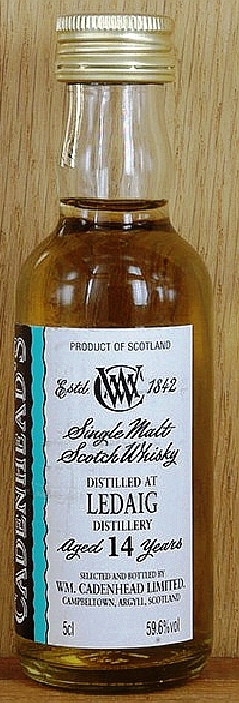 CADENHEAD'S
PRODUCT OF SCOTLAND
Estd. 1842
Single Malt
Scotch Whisky
DISTILLED AT
LEDAIG
DISTILLERY
Aged 14 Years
SELECTED AND BOTTLED BY
WM. CADENHEAD LIMITED.
CAMPBELTOWN, ARGYLL, SCOTLAND
5cl 59.6%vol